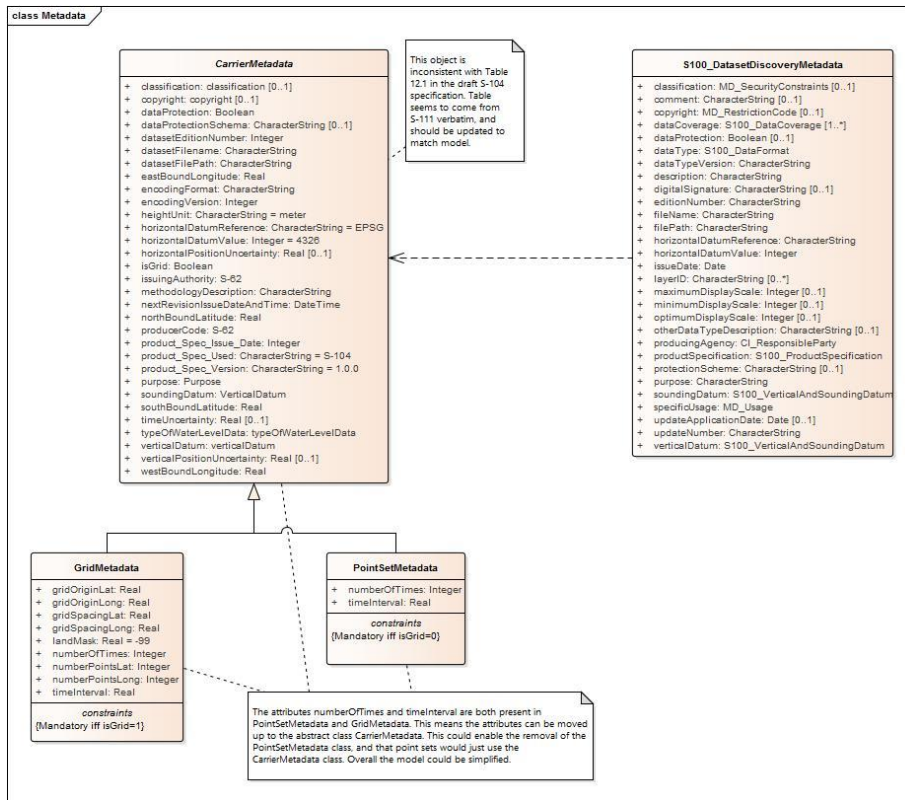 class Metadata
CarrierMetadata
+ classification: classification [0..1]
+ copyright: copyright [0..1]
+ dataProtection: Boolean
+ dataProtectionSchema: CharacterString [0..1]
+ datasetEditionNumber: Integer
+ datasetFilename: CharacterString
+ datasetFilePath: CharacterString
+ eastBoundLongitude: Real
+ encodingFormat: CharacterString
+ encodingVersion: Integer
+ heightUnit: CharacterString = meter
+ horizontalDatumReference: CharacterString = EPSG
+ horizontalDatumValue: Integer = 4326
+ horizontalPositionUncertainty: Real [0..1]
+ isGrid: Boolean
+ issuingAuthority: S-62
+ methodologyDescription: CharacterString
+ nextRevisionIssueDateAndTime: DateTime
+ northBoundLatitude: Real
+ producerCode: S-62
+ product_Spec_Issue_Date: Integer
+ product_Spec_Used: CharacterString = S-104
+ product_Spec_Version: CharacterString = 1.0.0
+ purpose: Purpose
+ soundingDatum: VerticalDatum
+ southBoundLatitude: Real
+ timeUncertainty: Real [0..1]
+ typeOfWaterLevelData: typeOfWaterLevelData
+ verticalDatum: verticalDatum
+ verticalPositionUncertainty: Real [0..1]
+ westBoundLongitude: Real
This object is
inconsistent with Table
12.1 in the draft S-104
specification. Table
seems to come from
S-111 verbatim, and
should be updated to
match model.
S100_DatasetDiscoveryMetadata
+ classification: MD_SecurityConstraints [0..1]
+ comment: CharacterString [0..1]
+ copyright: MD_RestrictionCode [0..1]
+ dataCoverage: S100_DataCoverage [1..*]
+ dataProtection: Boolean [0..1]
+ dataType: S100_DataFormat
+ dataTypeVersion: CharacterString
+ description: CharacterString
+ digitalSignature: CharacterString [0..1]
+ editionNumber: CharacterString
+ fileName: CharacterString
+ filePath: CharacterString
+ horizontalDatumReference: CharacterString
+ horizontalDatumValue: Integer
+ issueDate: Date
+ layerID: CharacterString [0..*]
+ maximumDisplayScale: Integer [0..1]
+ minimumDisplayScale: Integer [0..1]
+ optimumDisplayScale: Integer [0..1]
+ otherDataTypeDescription: CharacterString [0..1]
+ producingAgency: CI_ResponsibleParty
+ productSpecification: S100_ProductSpecification
+ protectionScheme: CharacterString [0..1]
+ purpose: CharacterString
+ soundingDatum: S100_VerticalAndSoundingDatum
+ specificUsage: MD_Usage
+ updateApplicationDate: Date [0..1]
+ updateNumber: CharacterString
+ verticalDatum: S100_VerticalAndSoundingDatum
GridMetadata
+ gridOriginLat: Real
+ gridOriginLong: Real
+ gridSpacingLat: Real
+ gridSpacingLong: Real
+ landMask: Real = -99
+ numberOfTimes: Integer
+ numberPointsLat: Integer
+ numberPointsLong: Integer
+ timeInterval: Real
constraints
{Mandatory iff isGrid=1}
PointSetMetadata
+ numberOfTimes: Integer
+ timeInterval: Real
constraints
{Mandatory iff isGrid=0}
The attributes numberOfTimes and timeInterval are both present in
PointSetMetadata and GridMetadata. This means the attributes can be moved
up to the abstract class CarrierMetadata. This could enable the removal of the
PointSetMetadata class, and that point sets would just use the
CarrierMetadata class. Overall the model could be simplified.